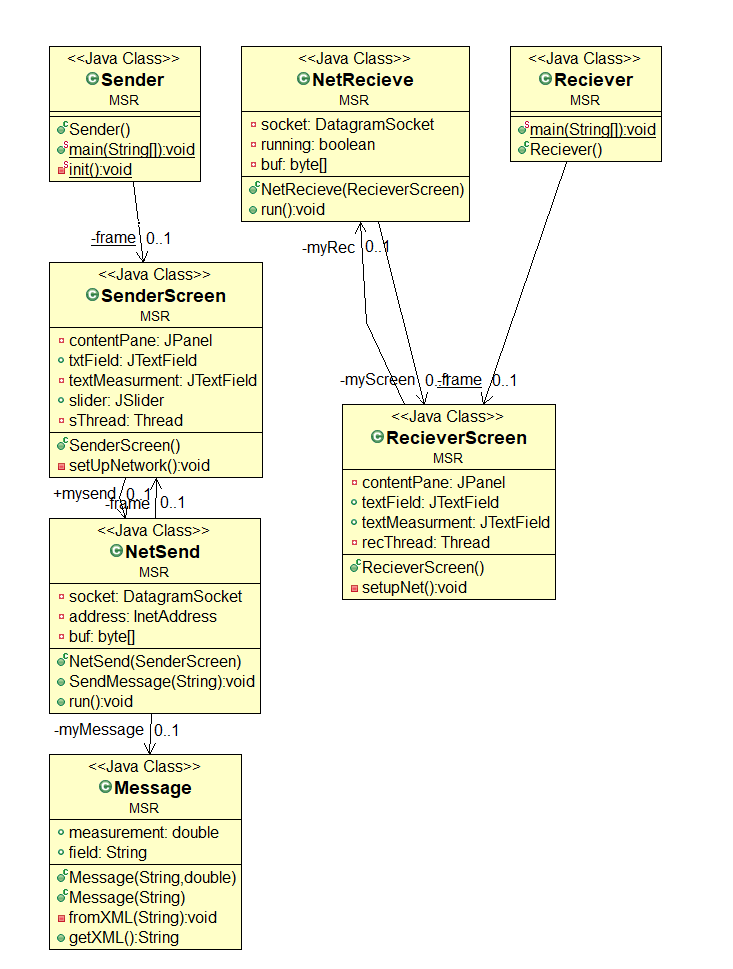 <<Java Class>>
Sender
MSR
Sender()
main(String[]):void
init():void
<<Java Class>>
NetRecieve
MSR
socket: DatagramSocket
running: boolean
buf: byte[]
NetRecieve(RecieverScreen)
run():void
<<Java Class>>
Reciever
MSR
main(String[]):void
Reciever()
-frame 0..1
-myRec 0..1
<<Java Class>>
SenderScreen
MSR
contentPane: JPanel
txtField: JTextField
textMeasurment: JTextField
slider: JSlider
sThread: Thread
SenderScreen()
setUpNetwork():void
-myScreen 0..1
-frame 0..1
<<Java Class>>
RecieverScreen
MSR
contentPane: JPanel
textField: JTextField
textMeasurment: JTextField
recThread: Thread
RecieverScreen()
setupNet():void
+mysend 0..1
-frame 0..1
<<Java Class>>
NetSend
MSR
socket: DatagramSocket
address: InetAddress
buf: byte[]
NetSend(SenderScreen)
SendMessage(String):void
run():void
-myMessage 0..1
<<Java Class>>
Message
MSR
measurement: double
field: String
Message(String,double)
Message(String)
fromXML(String):void
getXML():String